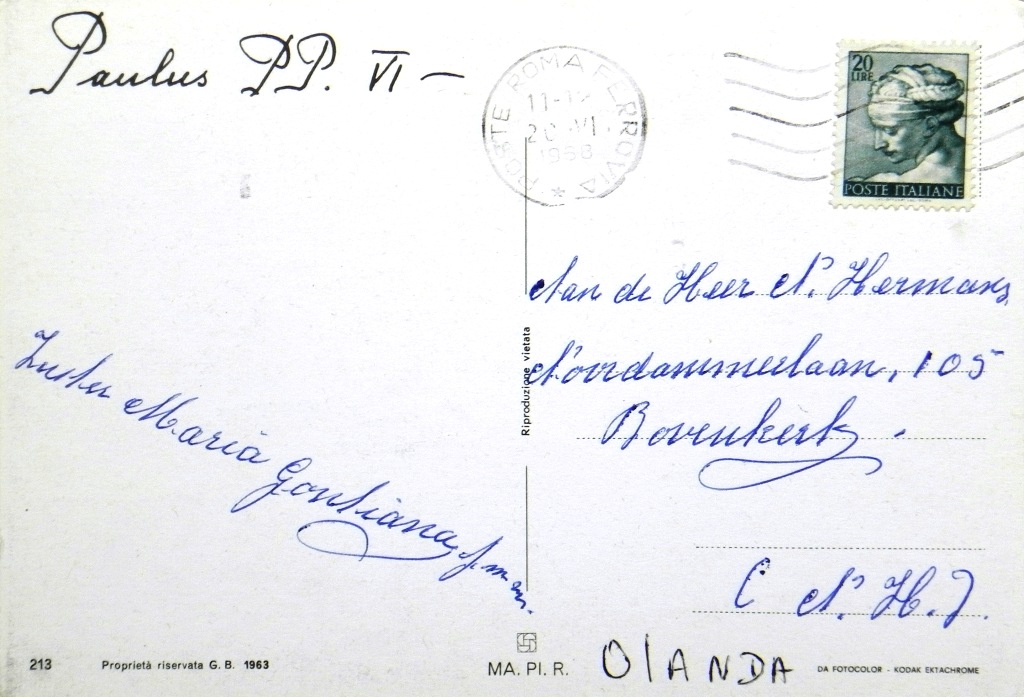 Paulus PP. VI —
POSTE ROMA FERROVIA
11-12
20 VI
1968
20
LIRE
POSTE ITALIANE
Aan de Heer N. Hermans
Noordammerlaan, 105
Bovenkerk.
N. H.
OlANDA
Zuster Maria Gontiana
Riproduzione vietata
213 Proprietà riservata G. B. 1963
MA. PI. R.
DA FOTOCOLOR - KODAK EKTACHROME